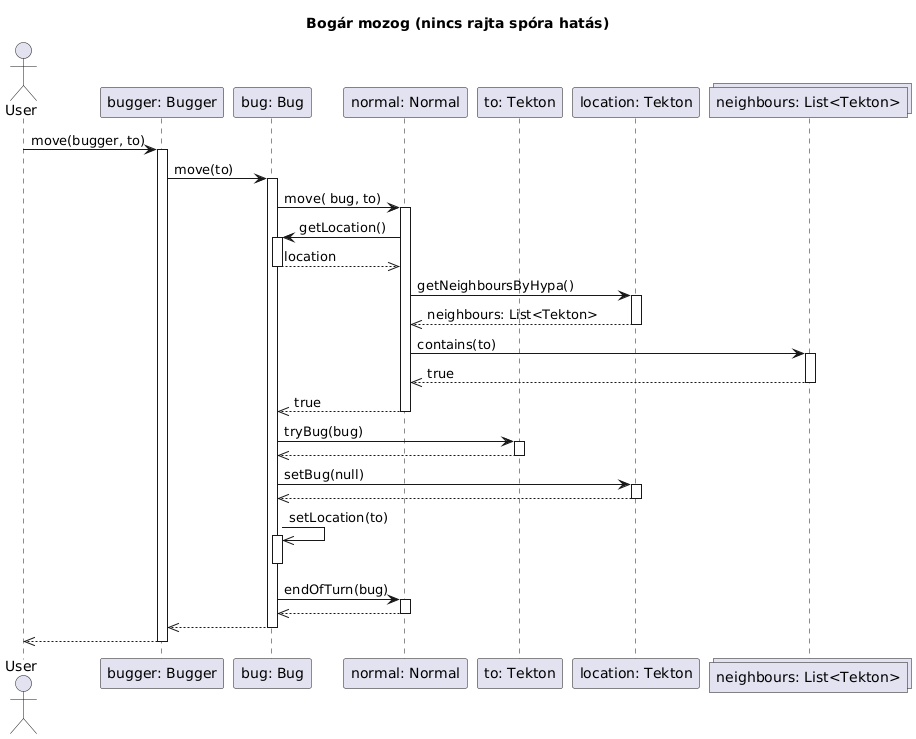 Bogár mozog (nincs rajta spóra hatás)
User
bugger: Bugger
bug: Bug
normal: Normal
to: Tekton
location: Tekton
neighbours: List<Tekton>
move(bugger, to)
move(to)
move( bug, to)
getLocation()
location
getNeighboursByHypa()
neighbours: List<Tekton>
contains(to)
true
true
tryBug(bug)
setBug(null)
setLocation(to)
endOfTurn(bug)
User
bugger: Bugger
bug: Bug
normal: Normal
to: Tekton
location: Tekton
neighbours: List<Tekton>